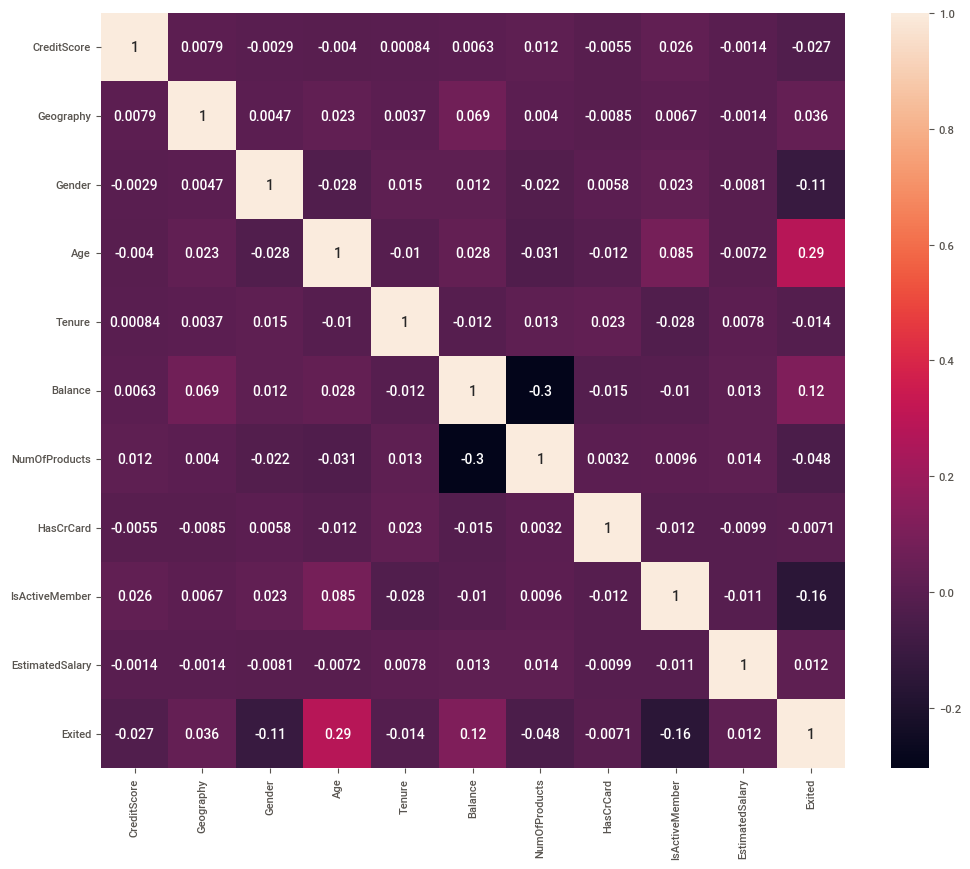 1.0
CreditScore 1 0.0079 -0.0029 -0.004 0.00084 0.0063 0.012 -0.0055 0.026 -0.0014 -0.027
Geography 0.0079 1 0.0047 0.023 0.0037 0.069 0.004 -0.0085 0.0067 -0.0014 0.036
0.8
Gender -0.0029 0.0047 1 -0.028 0.015 0.012 -0.022 0.0058 0.023 -0.0081 -0.11
0.6
Age -0.004 0.023 -0.028 1 -0.01 0.028 -0.031 -0.012 0.085 -0.0072 0.29
Tenure 0.00084 0.0037 0.015 -0.01 1 -0.012 0.013 0.023 -0.028 0.0078 -0.014
0.4
Balance 0.0063 0.069 0.012 0.028 -0.012 1 -0.3 -0.015 -0.01 0.013 0.12
NumOfProducts 0.012 0.004 -0.022 -0.031 0.013 -0.3 1 0.0032 0.0096 0.014 -0.048
0.2
HasCrCard -0.0055 -0.0085 0.0058 -0.012 0.023 -0.015 0.0032 1 -0.012 -0.0099 -0.0071
0.0
IsActiveMember 0.026 0.0067 0.023 0.085 -0.028 -0.01 0.0096 -0.012 1 -0.011 -0.16
EstimatedSalary -0.0014 -0.0014 -0.0081 -0.0072 0.0078 0.013 0.014 -0.0099 -0.011 1 0.012
-0.2
Exited -0.027 0.036 -0.11 0.29 -0.014 0.12 -0.048 -0.0071 -0.16 0.012 1
CreditScore
Geography
Gender
Age
Tenure
Balance
NumOfProducts
HasCrCard
IsActiveMember
EstimatedSalary
Exited